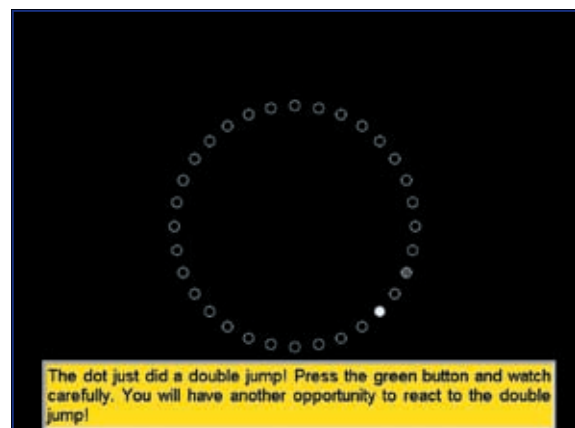 The dot just did a double jump! Press the green button and watch
carefully. You will have another opportunity to react to the double
jump!